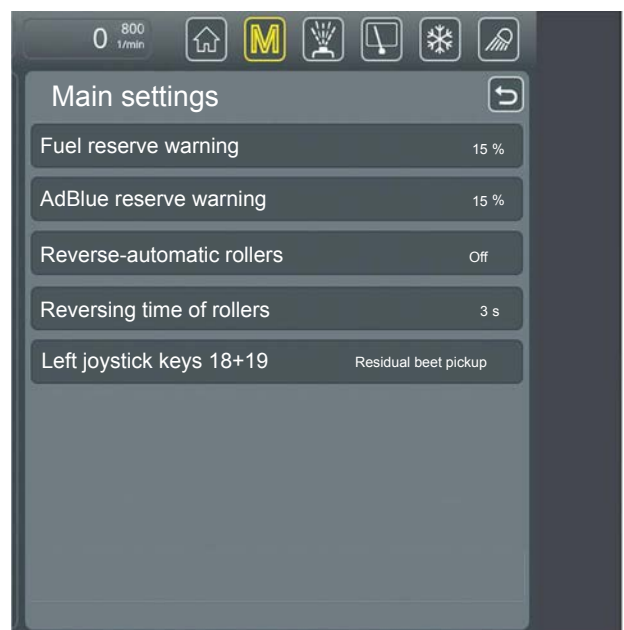 0 800
1/min
M
Main settings
Fuel reserve warning 15 %
AdBlue reserve warning 15 %
Reverse-automatic rollers Off
Reversing time of rollers 3 s
Left joystick keys 18+19 Residual beet pickup